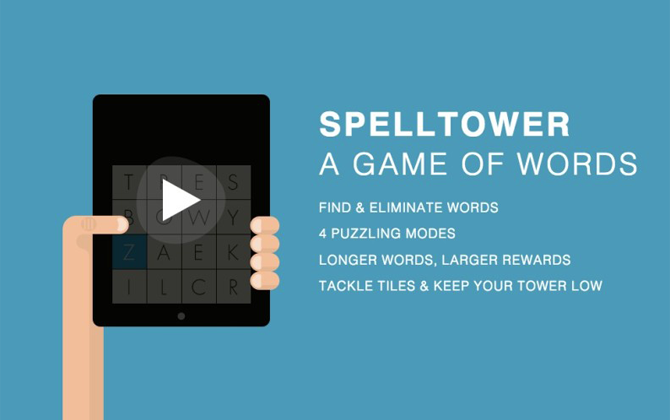 SPELLTOWER
A GAME OF WORDS
FIND & ELIMINATE WORDS
4 PUZZLING MODES
LONGER WORDS, LARGER REWARDS
TACKLE TILES & KEEP YOUR TOWER LOW
T R E S
B O W Y
Z A E K
I L C R